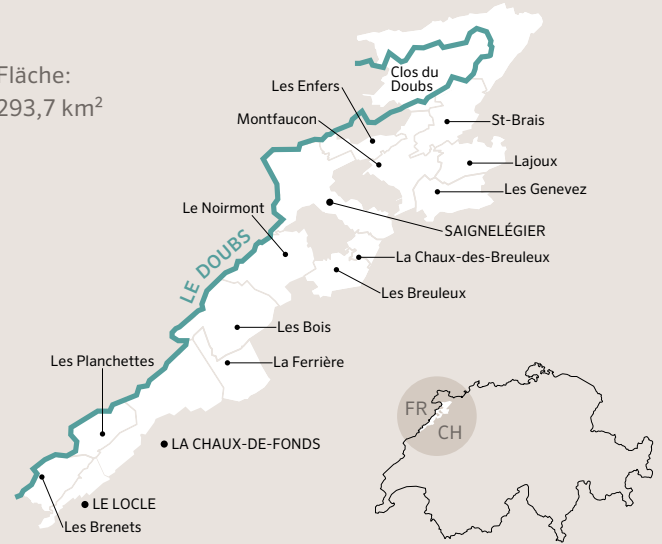 Fläche:
293,7 km²
Clos du
Doubs
Les Enfers
Montfaucon
St-Brais
Lajoux
Les Genevez
Le Noirmont
SAIGNELÉGIER
La Chaux-des-Breuleux
LE DOUBS
Les Breuleux
Les Bois
Les Planchettes
La Ferrière
FR
CH
LA CHAUX-DE-FONDS
LE LOCLE
Les Brenets